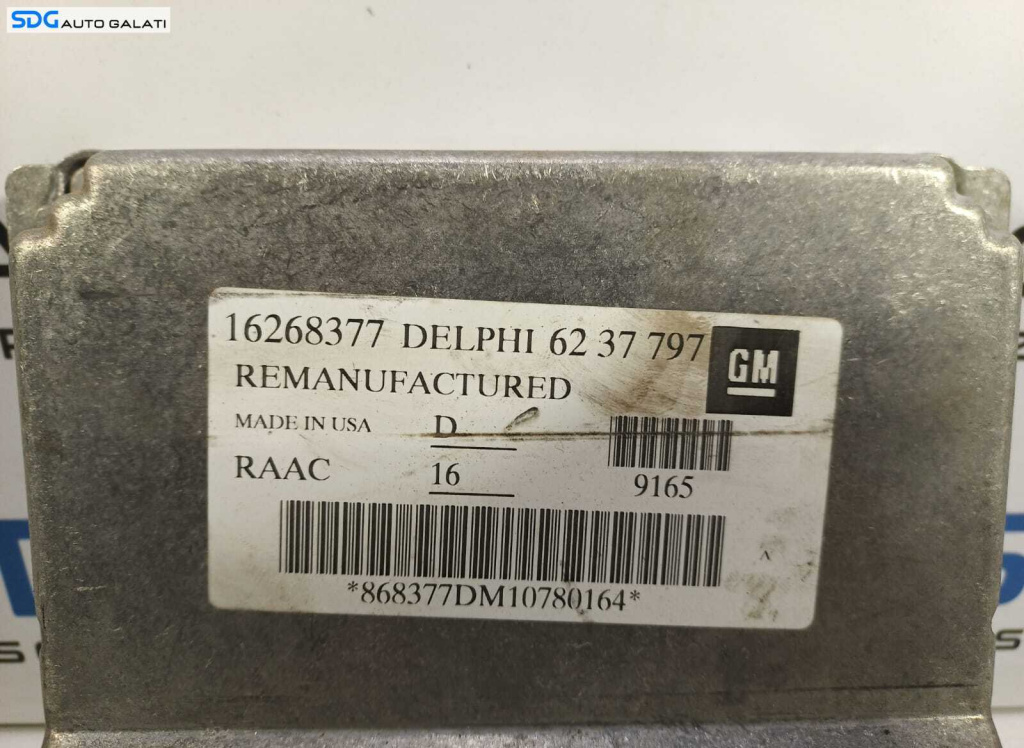 SDG AUTO GALATI
16268377 DELPHI 62 37 797
GM
REMANUFACTURED
MADE IN USA D
RAAC 16
9165
A
*868377DM10780164*